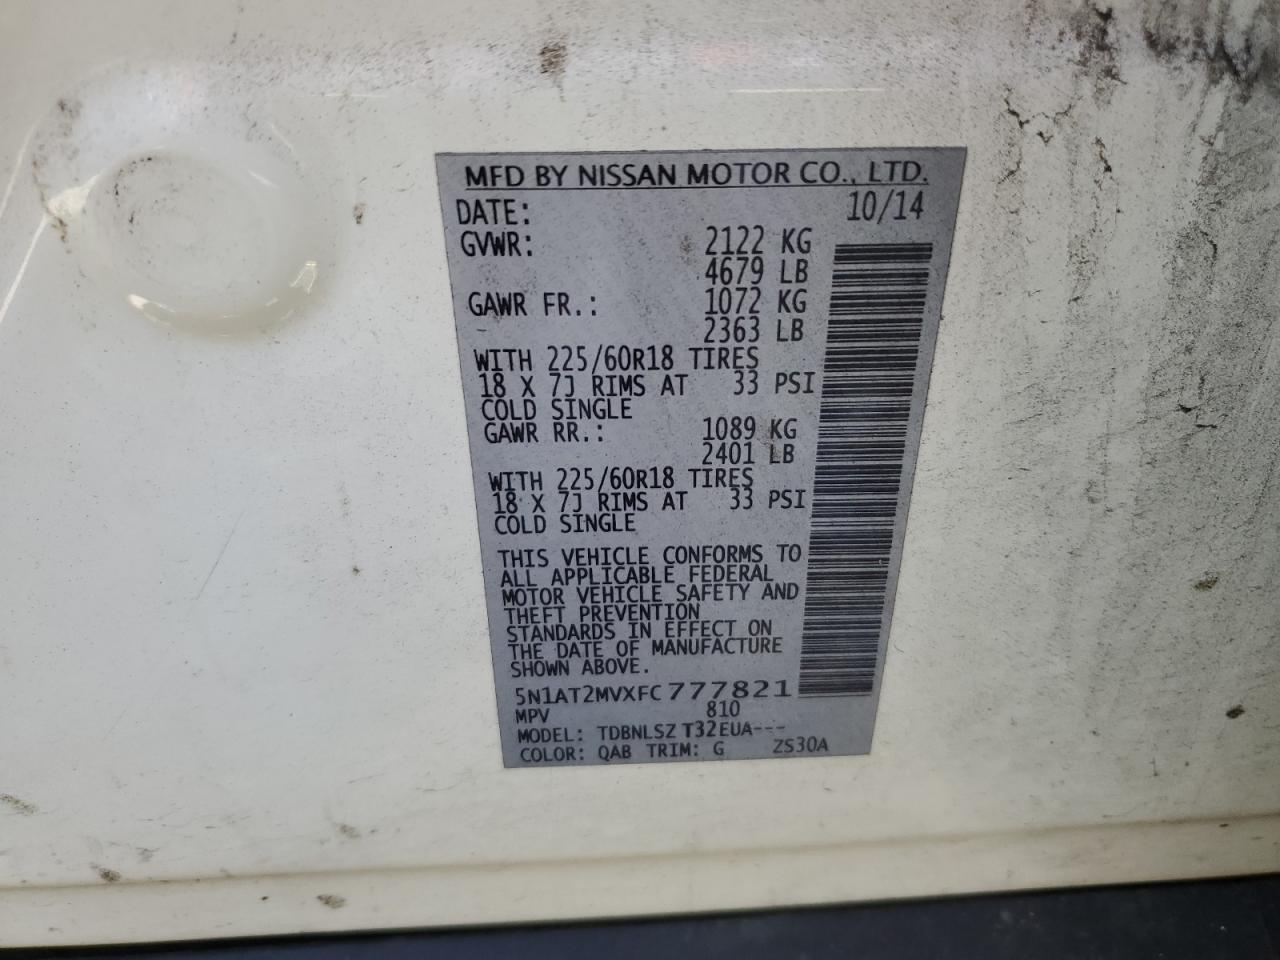 MFD BY NISSAN MOTOR CO., LTD.
DATE: 10/14
GVWR: 2122 KG
4679 LB
GAWR FR.: 1072 KG
2363 LB
WITH 225/60R18 TIRES
18 X 7J RIMS AT 33 PSI
COLD SINGLE
GAWR RR.: 1089 KG
2401 LB
WITH 225/60R18 TIRES
18 X 7J RIMS AT 33 PSI
COLD SINGLE
THIS VEHICLE CONFORMS TO
ALL APPLICABLE FEDERAL
MOTOR VEHICLE SAFETY AND
THEFT PREVENTION
STANDARDS IN EFFECT ON
THE DATE OF MANUFACTURE
SHOWN ABOVE.
5N1AT2MVXFC777821
MPV 810
MODEL: TDBNLSZ T32EUA---
COLOR: QAB TRIM: G ZS30A